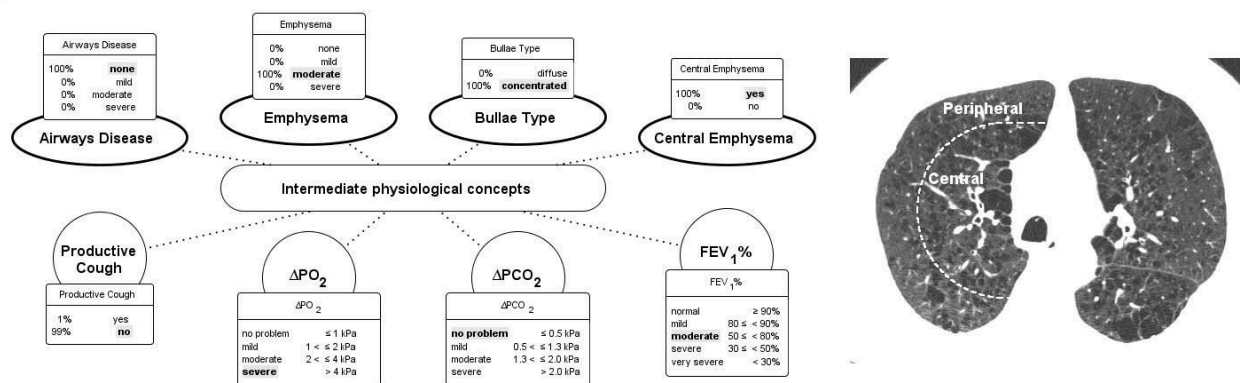 Airways Disease
100% none
0% mild
0% moderate
0% severe
Airways Disease
Emphysema
0% none
0% mild
100% moderate
0% severe
Emphysema
Bullae Type
0% diffuse
100% concentrated
Bullae Type
Central Emphysema
100% yes
0% no
Central Emphysema
Intermediate physiological concepts
Productive
Cough
Productive Cough
1% yes
99% no
ΔPO2
ΔPO 2
no problem ≤ 1 kPa
mild 1 < ≤ 2 kPa
moderate 2 < ≤ 4 kPa
severe > 4 kPa
ΔPCO2
ΔPCO 2
no problem ≤ 0.5 kPa
mild 0.5 < ≤ 1.3 kPa
moderate 1.3 < ≤ 2.0 kPa
severe > 2.0 kPa
FEV1%
FEV1%
normal ≥ 90%
mild 80 ≤ < 90%
moderate 50 ≤ < 80%
severe 30 ≤ < 50%
very severe < 30%
Peripheral
Central